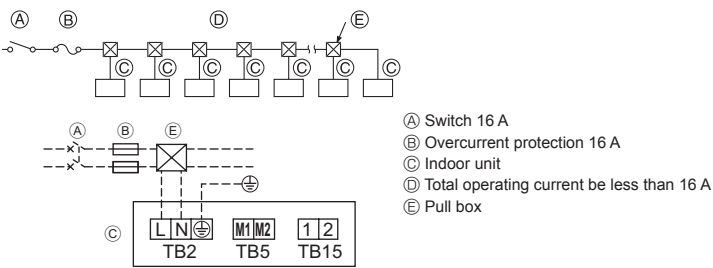 Ⓐ Ⓑ Ⓓ Ⓔ
Ⓒ Ⓒ Ⓒ Ⓒ Ⓒ Ⓒ Ⓒ
Ⓐ Ⓑ Ⓔ
Ⓒ L N M1 M2 1 2
TB2 TB5 TB15
Ⓐ Switch 16 A
Ⓑ Overcurrent protection 16 A
Ⓒ Indoor unit
Ⓓ Total operating current be less than 16 A
Ⓔ Pull box